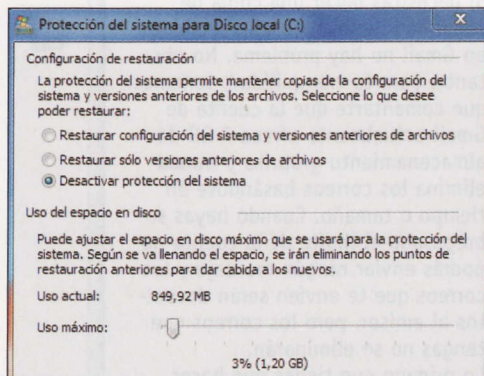 Protección del sistema para Disco local (C:)
x
Configuración de restauración
La protección del sistema permite mantener copias de la configuración del
sistema y versiones anteriores de los archivos. Seleccione lo que desee
poder restaurar:
Restaurar configuración del sistema y versiones anteriores de archivos
Restaurar sólo versiones anteriores de archivos
Desactivar protección del sistema
Uso del espacio en disco
Puede ajustar el espacio en disco máximo que se usará para la protección del
sistema. Según se va llenando el espacio, se irán eliminando los puntos de
restauración anteriores para dar cabida a los nuevos.
Uso actual: 849,92 MB
Uso máximo:
3% (1,20 GB)